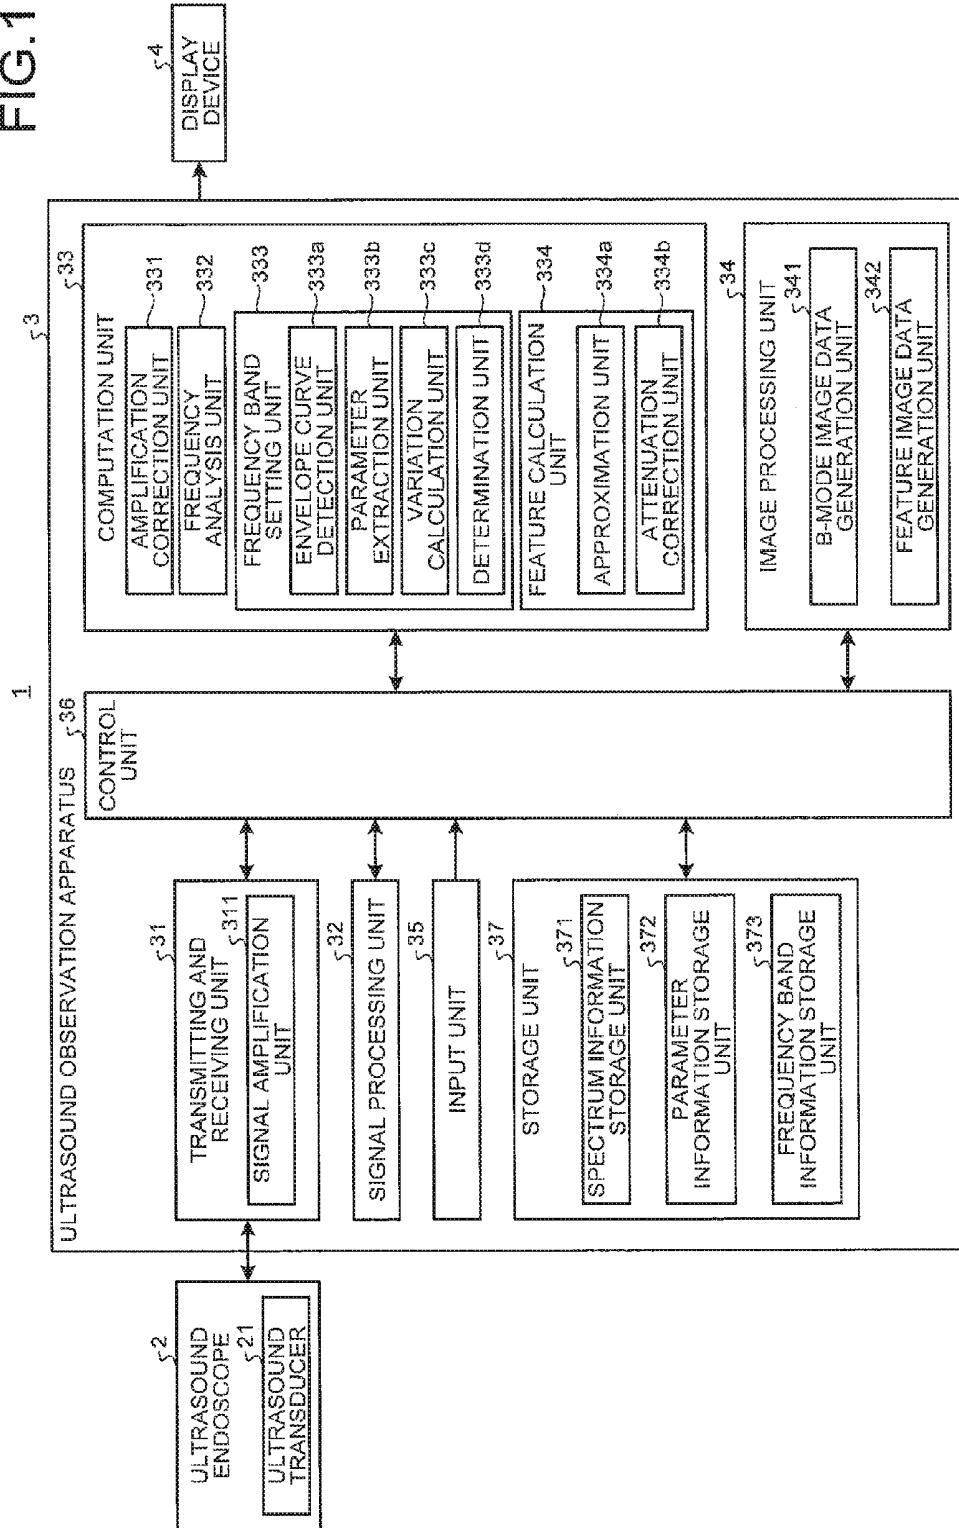 FIG.1
1
ULTRASOUND OBSERVATION APPARATUS
3
2
ULTRASOUND
ENDOSCOPE
21
ULTRASOUND
TRANSDUCER
31
TRANSMITTING AND
RECEIVING UNIT
311
SIGNAL AMPLIFICATION
UNIT
32
SIGNAL PROCESSING UNIT
35
INPUT UNIT
37
STORAGE UNIT
371
SPECTRUM INFORMATION
STORAGE UNIT
372
PARAMETER
INFORMATION STORAGE
UNIT
373
FREQUENCY BAND
INFORMATION STORAGE
UNIT
36
CONTROL
UNIT
33
COMPUTATION UNIT
AMPLIFICATION
CORRECTION UNIT
331
FREQUENCY
ANALYSIS UNIT
332
FREQUENCY BAND
SETTING UNIT
333
ENVELOPE CURVE
DETECTION UNIT
333a
PARAMETER
EXTRACTION UNIT
333b
VARIATION
CALCULATION UNIT
333c
DETERMINATION UNIT
333d
FEATURE CALCULATION
UNIT
334
APPROXIMATION UNIT
334a
ATTENUATION
CORRECTION UNIT
334b
34
IMAGE PROCESSING UNIT
341
B-MODE IMAGE DATA
GENERATION UNIT
342
FEATURE IMAGE DATA
GENERATION UNIT
4
DISPLAY
DEVICE